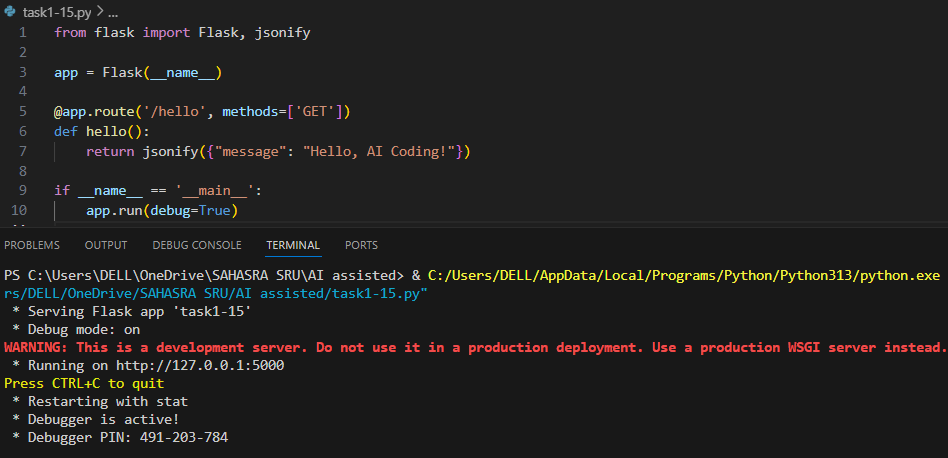 task1-15.py > ...
1 from flask import Flask, jsonify
2
3 app = Flask(__name__)
4
5 @app.route('/hello', methods=['GET'])
6 def hello():
7     return jsonify({"message": "Hello, AI Coding!"})
8
9 if __name__ == '__main__':
10     app.run(debug=True)
PROBLEMS OUTPUT DEBUG CONSOLE TERMINAL PORTS
PS C:\Users\DELL\OneDrive\SAHASRA SRU\AI assisted> & C:/Users/DELL/AppData/Local/Programs/Python/Python313/python.exe
rs/DELL/OneDrive/SAHASRA SRU/AI assisted/task1-15.py"
 * Serving Flask app 'task1-15'
 * Debug mode: on
WARNING: This is a development server. Do not use it in a production deployment. Use a production WSGI server instead.
 * Running on http://127.0.0.1:5000
Press CTRL+C to quit
 * Restarting with stat
 * Debugger is active!
 * Debugger PIN: 491-203-784